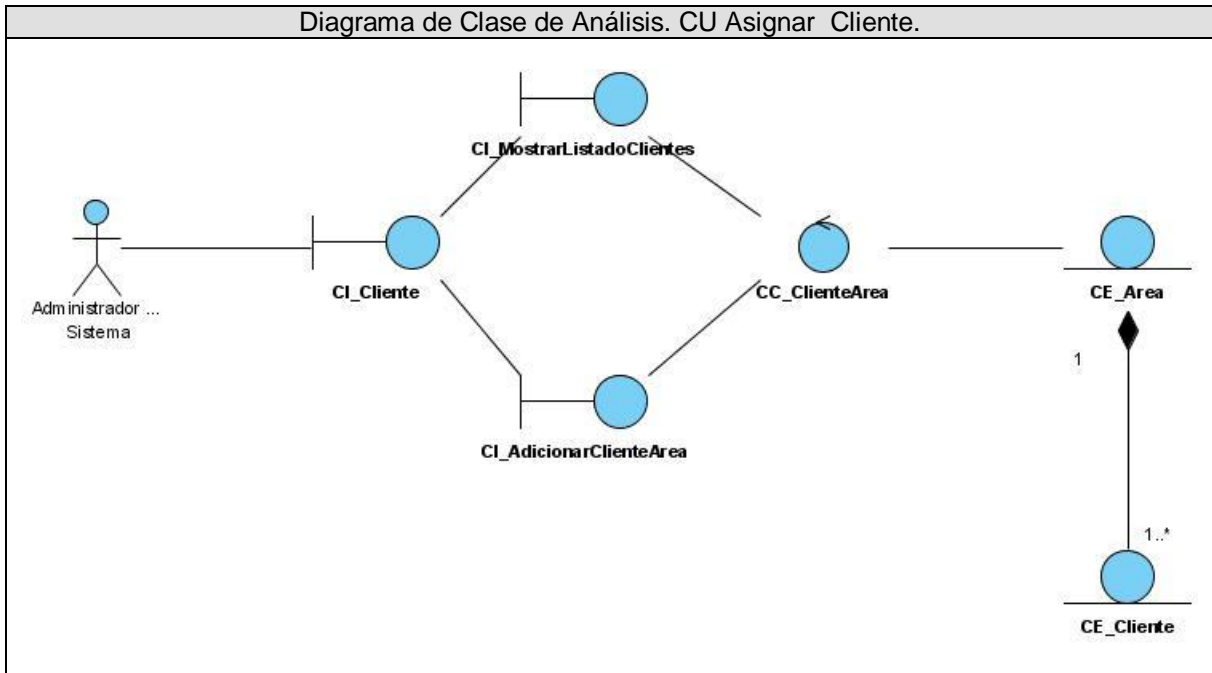 Diagrama de Clase de Análisis. CU Asignar Cliente.
CI_MostrarListadoClientes
CI_Cliente
CC_ClienteArea
CE_Area
Administrador ...
Sistema
1
CI_AdicionarClienteArea
1..*
CE_Cliente